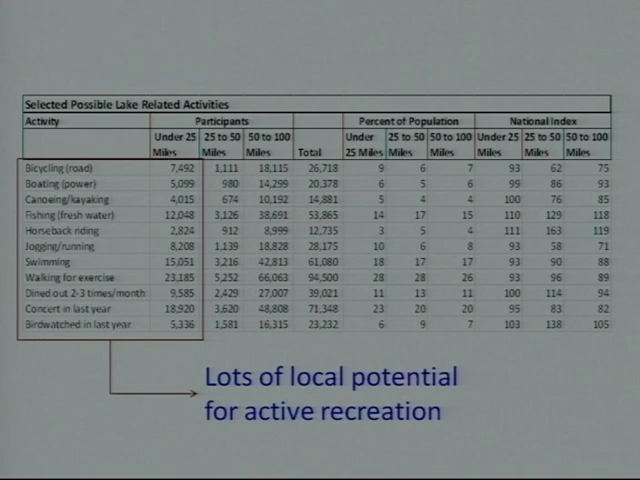 Selected Possible Lake Related Activities
Activity Participants Percent of Population National Index
Under 25 Miles 25 to 50 Miles 50 to 100 Miles Total Under 25 Miles 25 to 50 Miles 50 to 100 Miles Under 25 Miles 25 to 50 Miles 50 to 100 Miles
Bicycling (road) 7,492 1,111 18,115 26,718 9 6 7 93 62 75
Boating (power) 5,099 980 14,299 20,378 6 5 6 99 86 93
Canoeing/kayaking 4,015 674 10,192 14,881 5 4 4 100 76 85
Fishing (fresh water) 12,048 3,126 38,691 53,865 14 17 15 110 129 118
Horseback riding 2,824 912 8,999 12,735 3 5 4 111 163 119
Jogging/running 8,208 1,139 18,828 28,175 10 6 8 93 58 71
Swimming 15,051 3,216 42,813 61,080 18 17 17 93 90 88
Walking for exercise 23,185 5,252 66,063 94,500 28 28 26 93 96 89
Dined out 2-3 times/month 9,585 2,429 27,007 39,021 11 13 11 100 114 94
Concert in last year 18,920 3,620 48,808 71,348 23 20 20 95 83 82
Birdwatched in last year 5,336 1,581 16,315 23,232 6 9 7 103 138 105
Lots of local potential
for active recreation